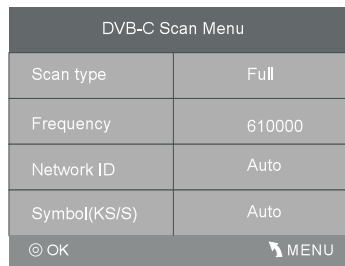 DVB-C Scan Menu
Scan type Full
Frequency 610000
Network ID Auto
Symbol(KS/S) Auto
OK MENU